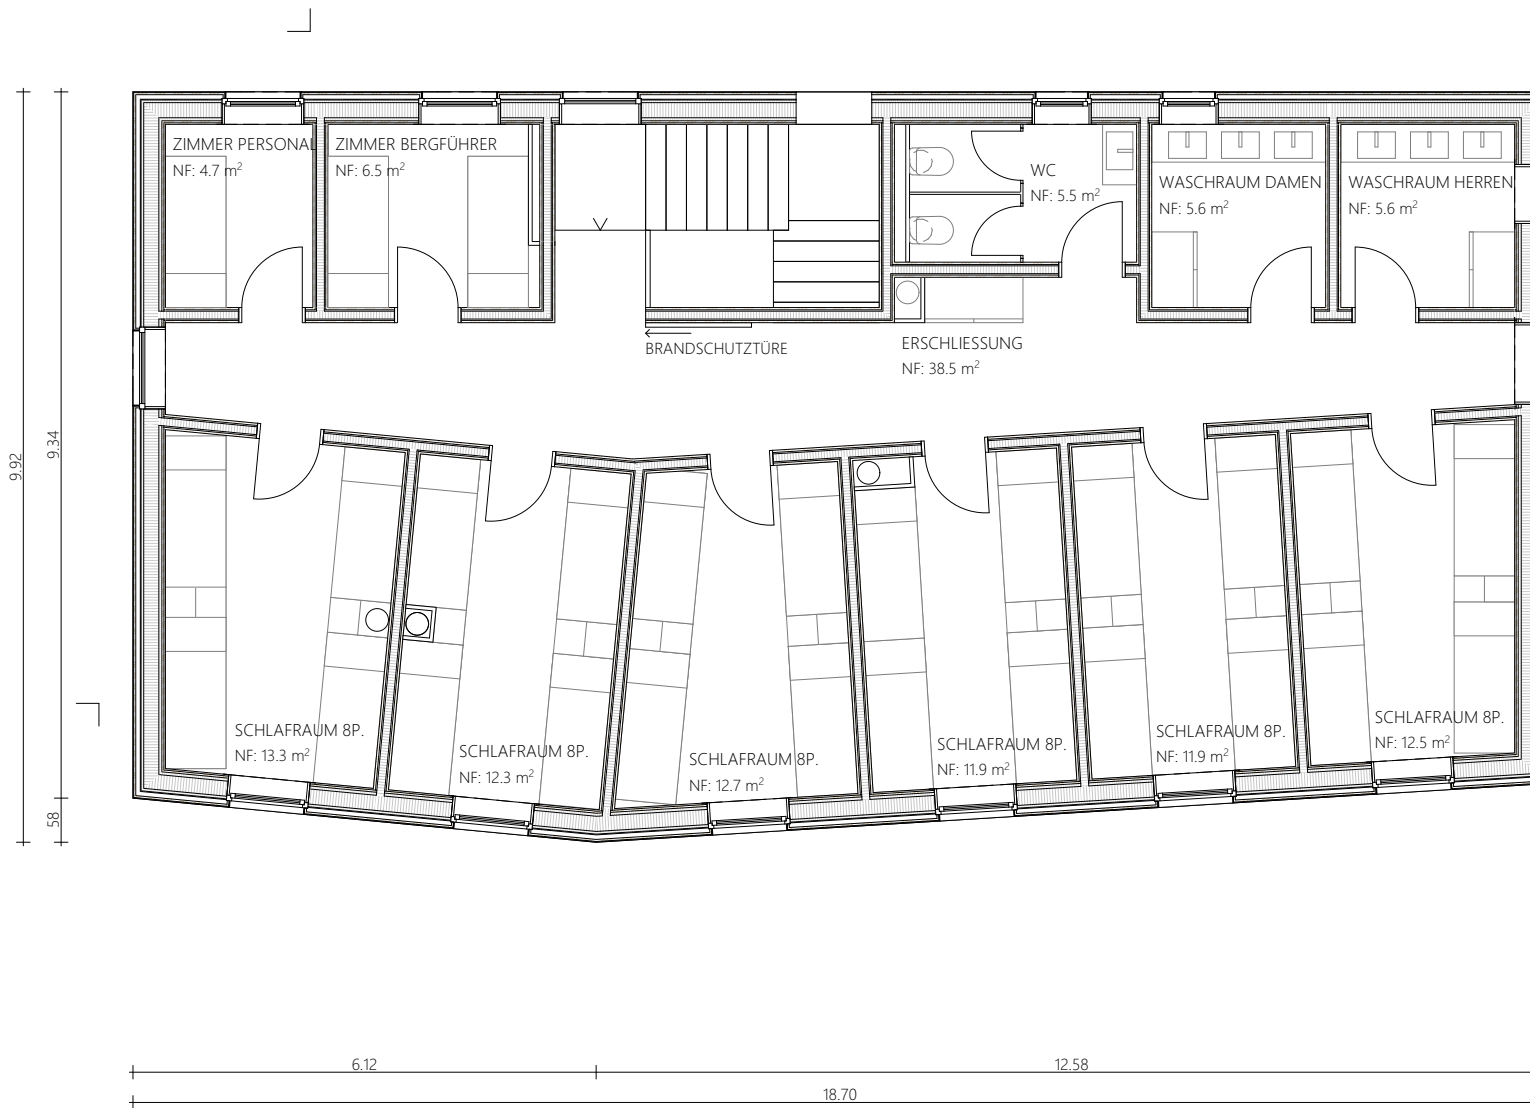 ZIMMER PERSONAL
NF: 4.7 m²
ZIMMER BERGFÜHRER
NF: 6.5 m²
WC
NF: 5.5 m²
WASCHRAUM DAMEN
NF: 5.6 m²
WASCHRAUM HERREN
NF: 5.6 m²
BRANDSCHUTZTÜRE
ERSCHLIESSUNG
NF: 38.5 m²
9.92
9.34
58
SCHLAFRAUM 8P.
NF: 13.3 m²
SCHLAFRAUM 8P.
NF: 12.3 m²
SCHLAFRAUM 8P.
NF: 12.7 m²
SCHLAFRAUM 8P.
NF: 11.9 m²
SCHLAFRAUM 8P.
NF: 11.9 m²
SCHLAFRAUM 8P.
NF: 12.5 m²
6.12
12.58
18.70